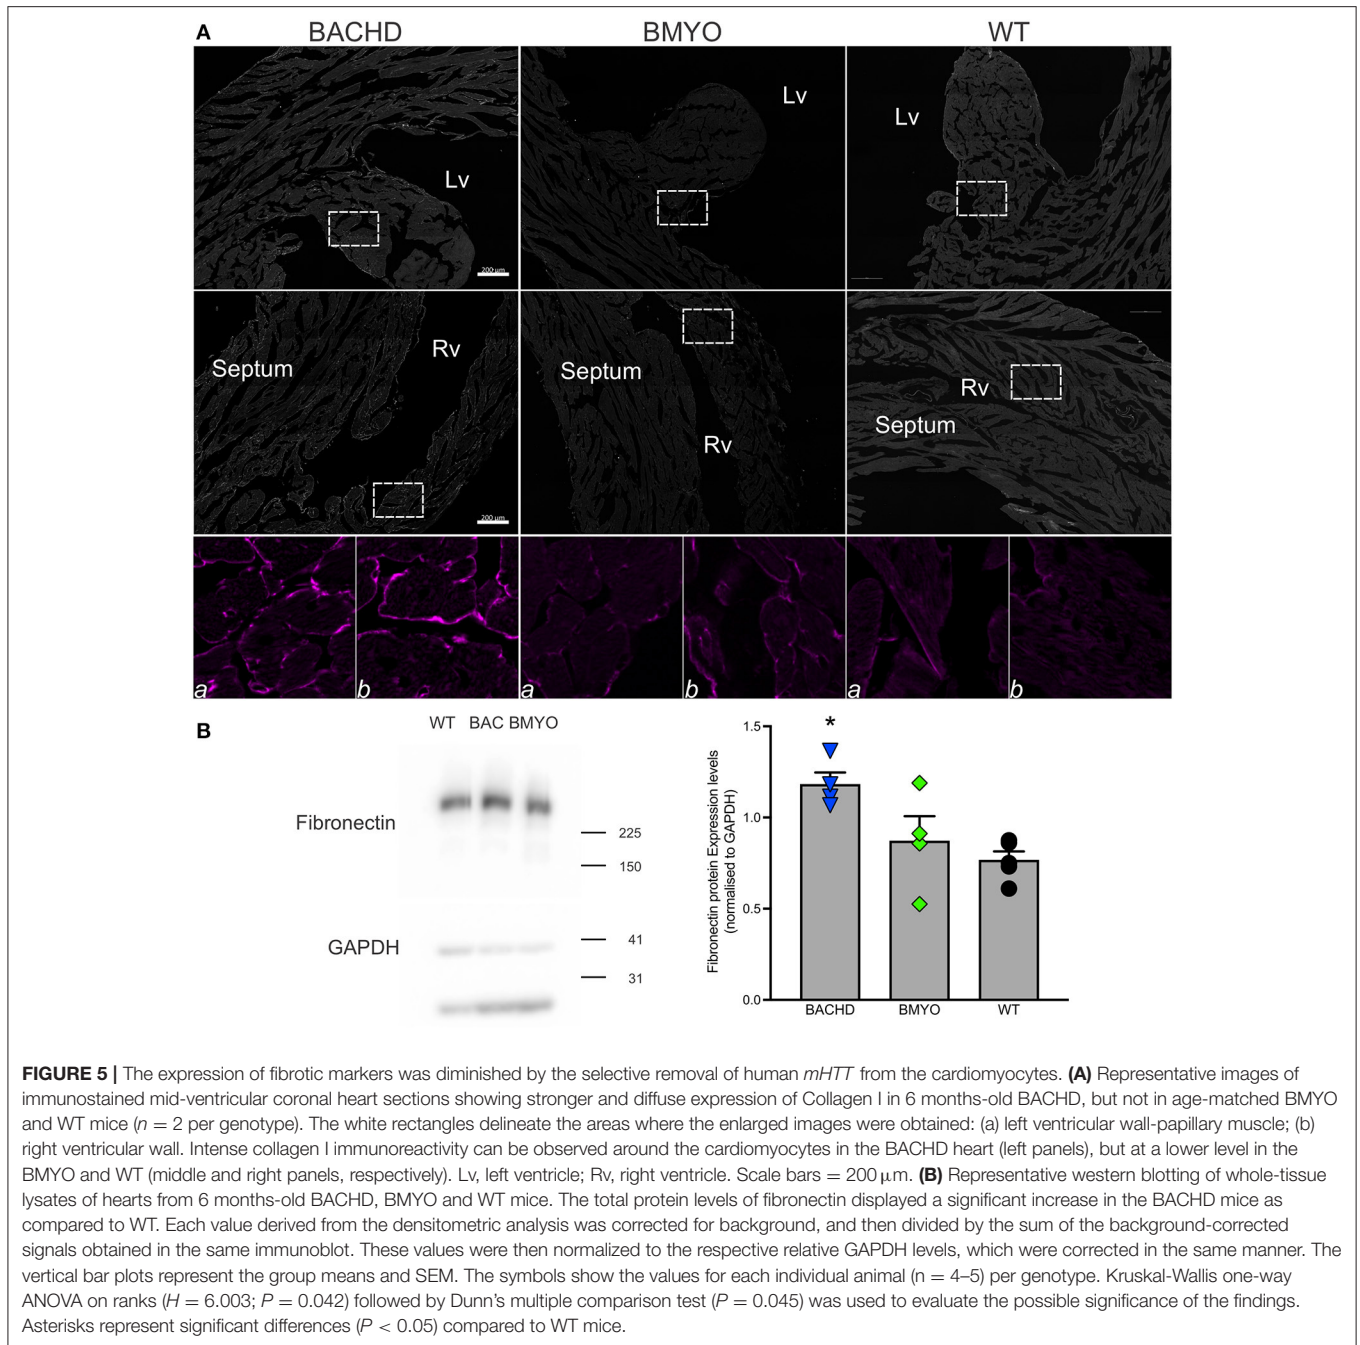 A
BACHD BMYO WT
Lv
Lv
Lv
200 µm
Septum
Rv
Septum
Rv
Rv
Septum
200 µm
a b a b a b
B
WT BAC BMYO
Fibronectin
225
150
GAPDH
41
31
*
Fibronectin protein Expression levels
(normalised to GAPDH)
1.5
1.0
0.5
0.0
BACHD BMYO WT
FIGURE 5 | The expression of fibrotic markers was diminished by the selective removal of human mHTT from the cardiomyocytes. (A) Representative images of
immunostained mid-ventricular coronal heart sections showing stronger and diffuse expression of Collagen I in 6 months-old BACHD, but not in age-matched BMYO
and WT mice (n = 2 per genotype). The white rectangles delineate the areas where the enlarged images were obtained: (a) left ventricular wall-papillary muscle; (b)
right ventricular wall. Intense collagen I immunoreactivity can be observed around the cardiomyocytes in the BACHD heart (left panels), but at a lower level in the
BMYO and WT (middle and right panels, respectively). Lv, left ventricle; Rv, right ventricle. Scale bars = 200 µm. (B) Representative western blotting of whole-tissue
lysates of hearts from 6 months-old BACHD, BMYO and WT mice. The total protein levels of fibronectin displayed a significant increase in the BACHD mice as
compared to WT. Each value derived from the densitometric analysis was corrected for background, and then divided by the sum of the background-corrected
signals obtained in the same immunoblot. These values were then normalized to the respective relative GAPDH levels, which were corrected in the same manner. The
vertical bar plots represent the group means and SEM. The symbols show the values for each individual animal (n = 4–5) per genotype. Kruskal-Wallis one-way
ANOVA on ranks (H = 6.003; P = 0.042) followed by Dunn's multiple comparison test (P = 0.045) was used to evaluate the possible significance of the findings.
Asterisks represent significant differences (P < 0.05) compared to WT mice.